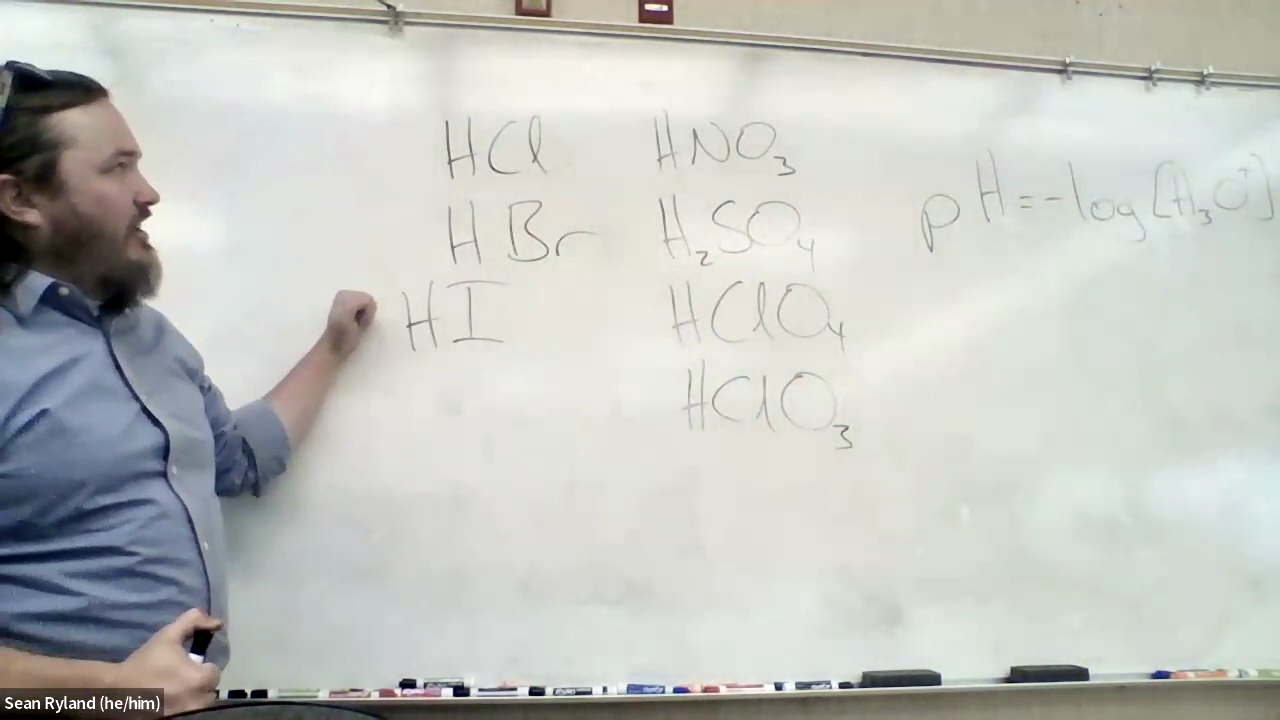 HCl HNO₃
HBr H₂SO₄ pH=-log[H₃O⁺]
HI HClO₄
HClO₃
Sean Ryland (he/him)